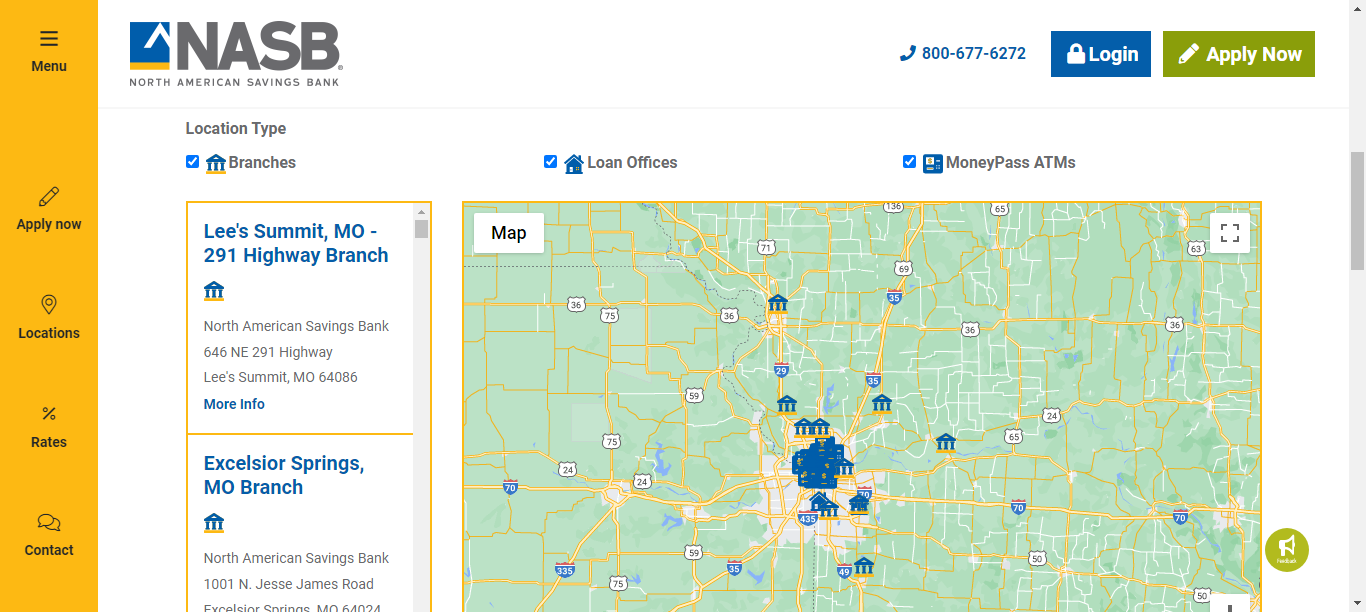 Menu
Apply now
Locations
Rates
Contact
NASB®
NORTH AMERICAN SAVINGS BANK
800-677-6272
Login
Apply Now
Location Type
Branches
Loan Offices
MoneyPass ATMs
Lee's Summit, MO -
291 Highway Branch
North American Savings Bank
646 NE 291 Highway
Lee's Summit, MO 64086
More Info
Excelsior Springs,
MO Branch
North American Savings Bank
1001 N. Jesse James Road
Excelsior Springs, MO 64024
Map
136
65
71
63
69
35
36
75
36
36
36
29
35
59
24
75
65
24
24
70
70
435
70
70
59
50
335
35
49
75
50
Feedback